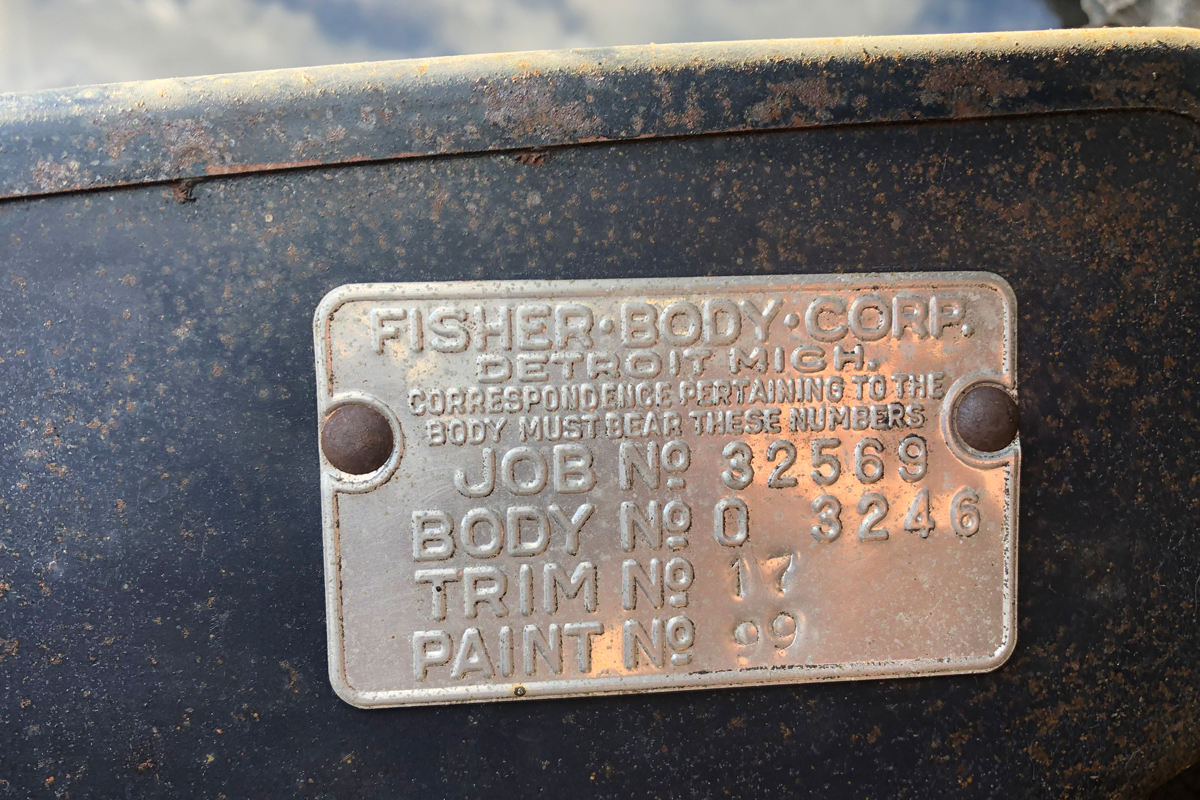 FISHER·BODY·CORP.
DETROIT MICH.
CORRESPONDENCE PERTAINING TO THE
BODY MUST BEAR THESE NUMBERS
JOB Nº 32569
BODY Nº 0 3246
TRIM Nº 17
PAINT Nº 99